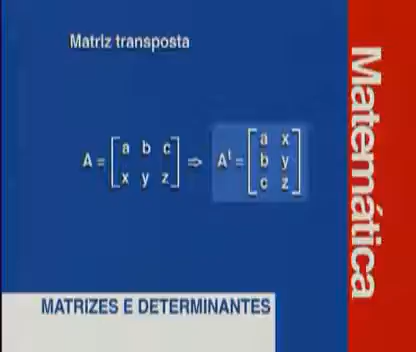 Matriz transposta
A = [a b c
x y z] ⇒ Aᵗ = [a x
b y
c z]
MATRIZES E DETERMINANTES
Matemática